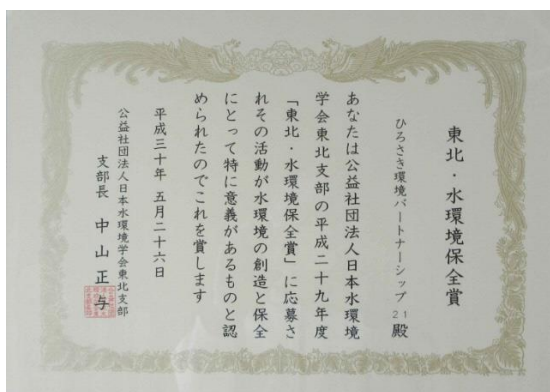 東北・水環境保全賞
ひろさき環境パートナーシップ21殿
あなたは公益社団法人日本水環境
学会東北支部の平成二十九年度
「東北・水環境保全賞」に応募さ
れその活動が水環境の創造と保全
にとって特に意義があるものと認
められたのでこれを賞します
平成三十年 五月二十六日
公益社団法人日本水環境学会東北支部
支部長 中山正与